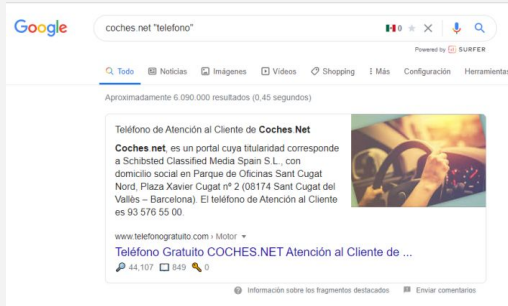 Google
coches.net "telefono"
0
Powered by SURFER
Todo Noticias Imágenes Vídeos Shopping Más Configuración Herramientas
Aproximadamente 6.090.000 resultados (0,45 segundos)
Teléfono de Atención al Cliente de Coches.Net
Coches.net, es un portal cuya titularidad corresponde
a Schibsted Classified Media Spain S.L., con
domicilio social en Parque de Oficinas Sant Cugat
Nord, Plaza Xavier Cugat nº 2 (08174 Sant Cugat del
Vallès – Barcelona). El teléfono de Atención al Cliente
es 93 576 55 00.
www.telefonogratuito.com › Motor
Teléfono Gratuito COCHES.NET Atención al Cliente de ...
44,107 849 0
Información sobre los fragmentos destacados Enviar comentarios